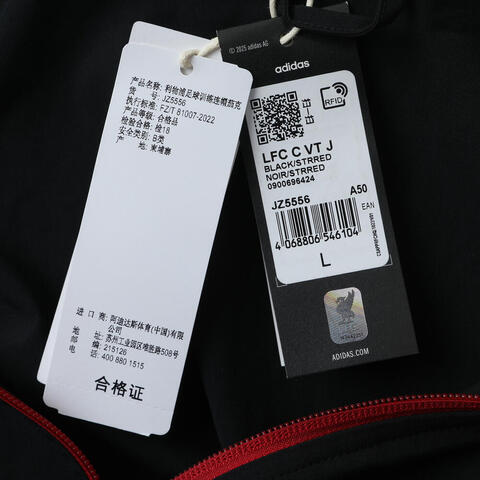 产品名称: 利物浦足球训练连帽茄克
货 号: JZ5556
执行标准: FZ/T 81007-2022
产品等级: 合格品
检验合格: 检18
安全类别: B类
产 地: 柬埔寨
进 口 商: 阿迪达斯体育(中国)有限公司
地 址: 苏州工业园区唯胜路508号
邮 编: 215126
电 话: 400 880 1515
合格证
© 2025 adidas AG
adidas
RFID
LFC C VT J
BLACK/STRRED
NOIR/STRRED
0900696424
JZ5556
A50
EAN
4068806546104
L
ADIDAS.COM